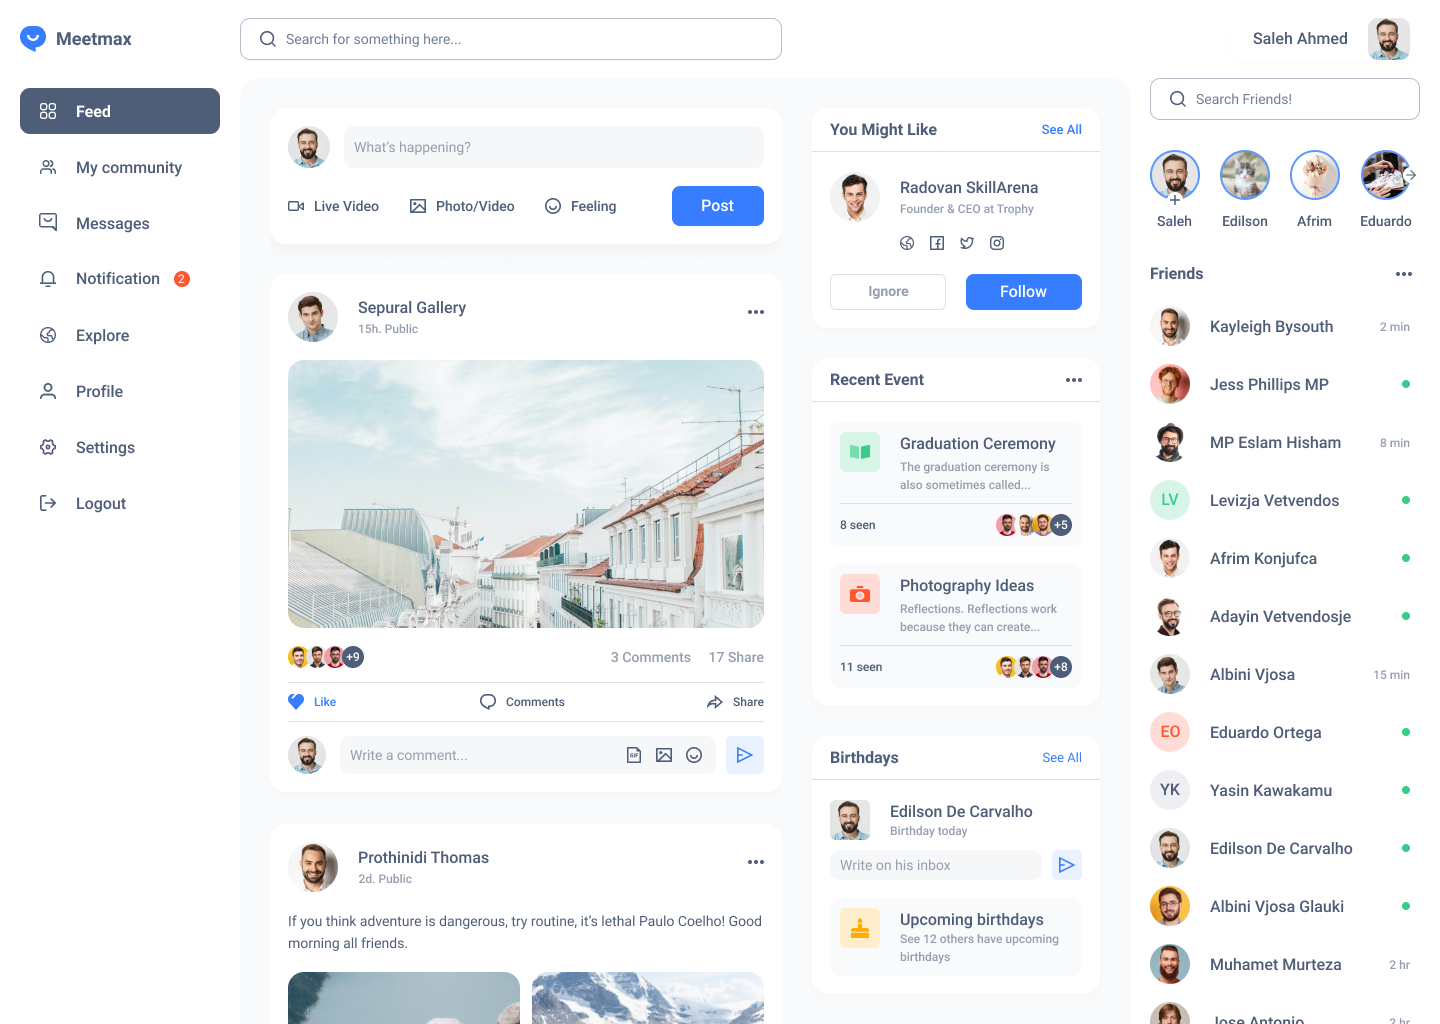 Meetmax
Search for something here...
Saleh Ahmed
Feed
My community
Messages
Notification 2
Explore
Profile
Settings
Logout
What's happening?
Live Video
Photo/Video
Feeling
Post
Sepural Gallery
15h. Public
+9
3 Comments 17 Share
Like
Comments
Share
Write a comment...
GIF
Prothinidi Thomas
2d. Public
If you think adventure is dangerous, try routine, it's lethal Paulo Coelho! Good
morning all friends.
You Might Like
See All
Radovan SkillArena
Founder & CEO at Trophy
Ignore
Follow
Recent Event
Graduation Ceremony
The graduation ceremony is
also sometimes called...
8 seen
+5
Photography Ideas
Reflections. Reflections work
because they can create...
11 seen
+8
Birthdays
See All
Edilson De Carvalho
Birthday today
Write on his inbox
Upcoming birthdays
See 12 others have upcoming
birthdays
Search Friends!
Saleh
Edilson
Afrim
Eduardo
Friends
Kayleigh Bysouth 2 min
Jess Phillips MP
MP Eslam Hisham 8 min
LV Levizja Vetvendos
Afrim Konjufca
Adayin Vetvendosje
Albini Vjosa 15 min
EO Eduardo Ortega
YK Yasin Kawakamu
Edilson De Carvalho
Albini Vjosa Glauki
Muhamet Murteza 2 hr
Jose Antonio 2 hr